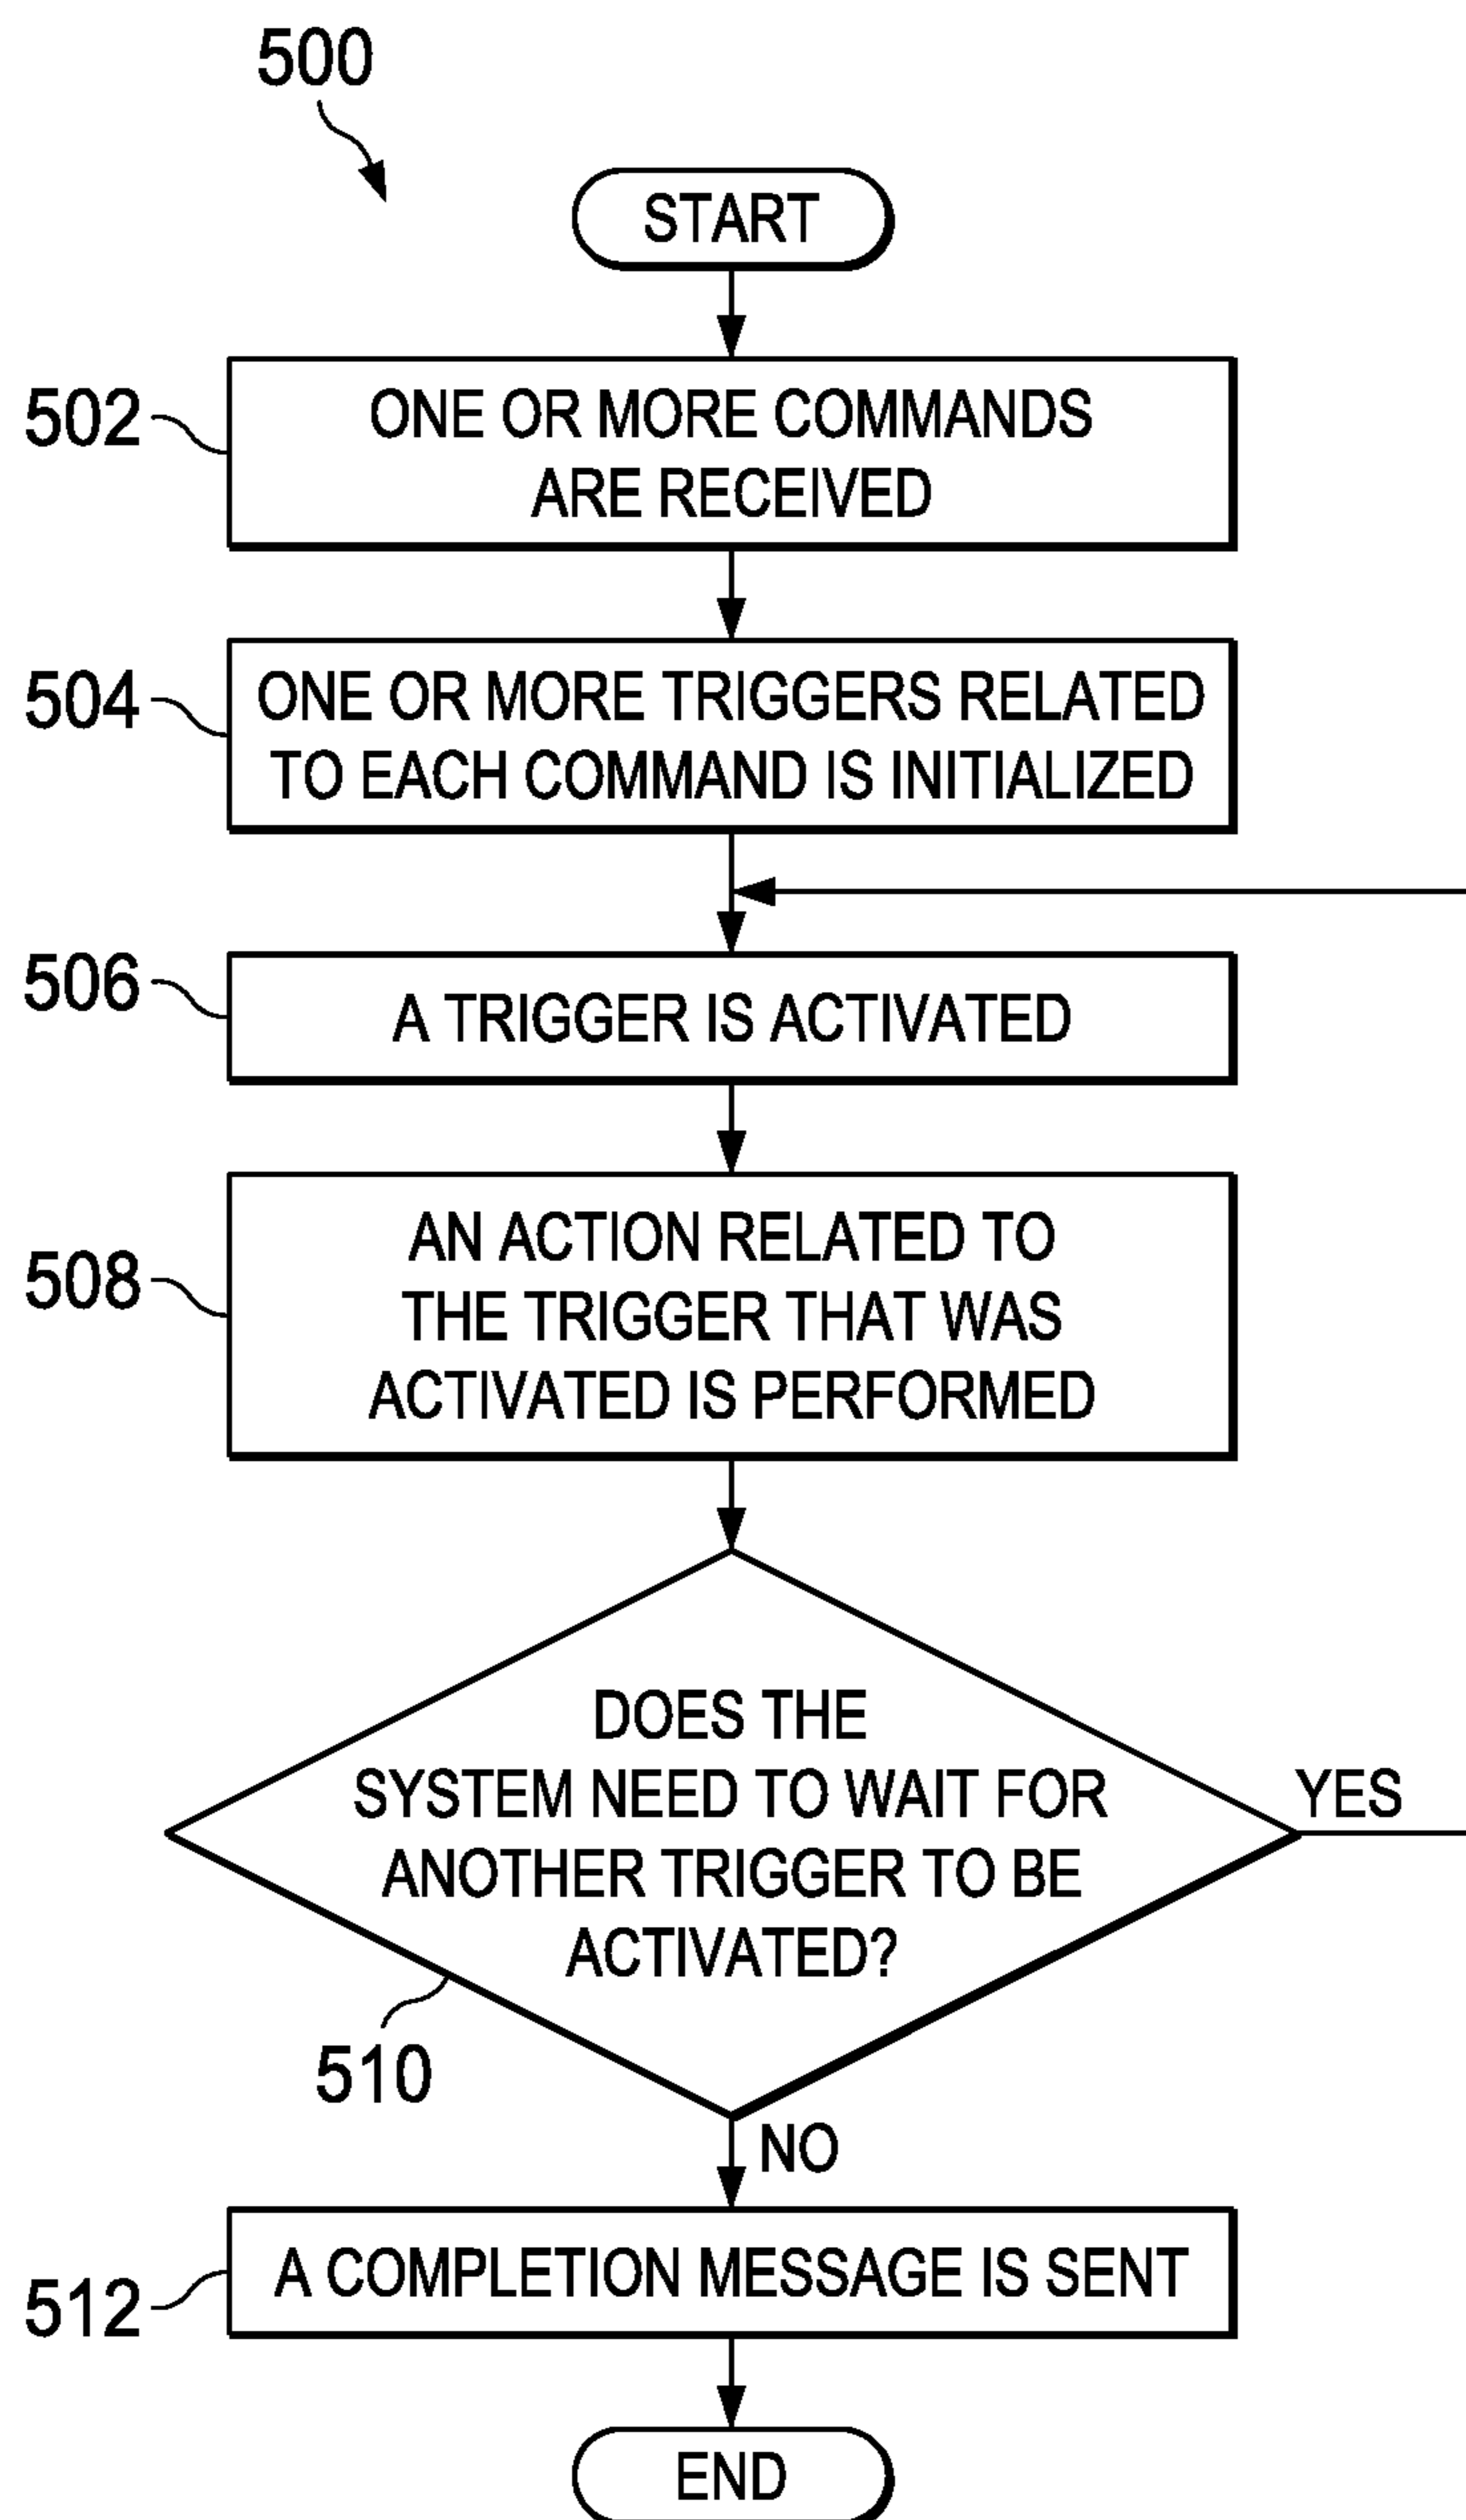 500
START
502
ONE OR MORE COMMANDS
ARE RECEIVED
504
ONE OR MORE TRIGGERS RELATED
TO EACH COMMAND IS INITIALIZED
506
A TRIGGER IS ACTIVATED
508
AN ACTION RELATED TO
THE TRIGGER THAT WAS
ACTIVATED IS PERFORMED
DOES THE
SYSTEM NEED TO WAIT FOR
ANOTHER TRIGGER TO BE
ACTIVATED?
YES
510
NO
512
A COMPLETION MESSAGE IS SENT
END